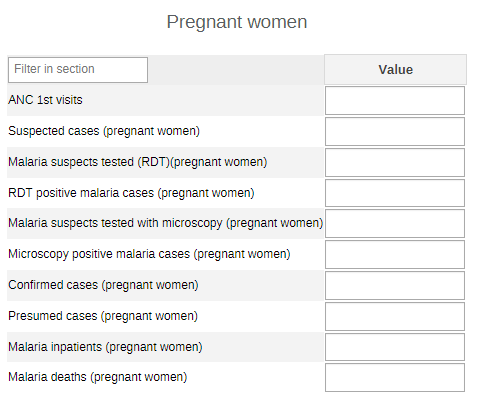 Pregnant women
Filter in section
Value
ANC 1st visits
Suspected cases (pregnant women)
Malaria suspects tested (RDT)(pregnant women)
RDT positive malaria cases (pregnant women)
Malaria suspects tested with microscopy (pregnant women)
Microscopy positive malaria cases (pregnant women)
Confirmed cases (pregnant women)
Presumed cases (pregnant women)
Malaria inpatients (pregnant women)
Malaria deaths (pregnant women)